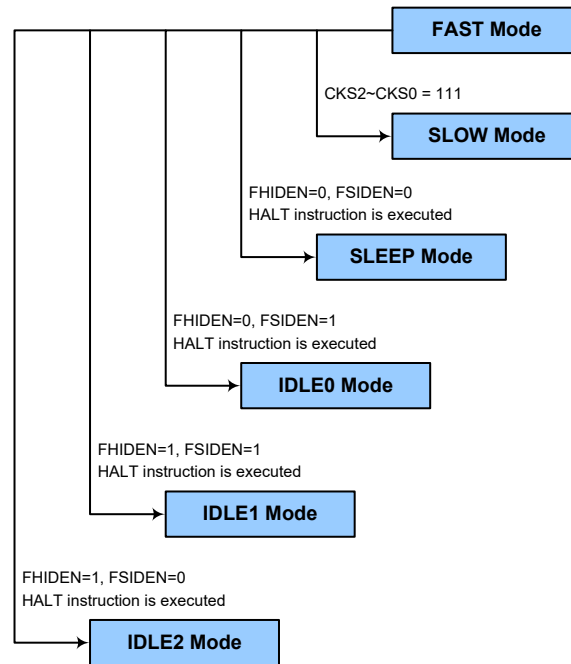 FAST Mode
CKS2~CKS0 = 111
SLOW Mode
FHIDEN=0, FSIDEN=0
HALT instruction is executed
SLEEP Mode
FHIDEN=0, FSIDEN=1
HALT instruction is executed
IDLE0 Mode
FHIDEN=1, FSIDEN=1
HALT instruction is executed
IDLE1 Mode
FHIDEN=1, FSIDEN=0
HALT instruction is executed
IDLE2 Mode